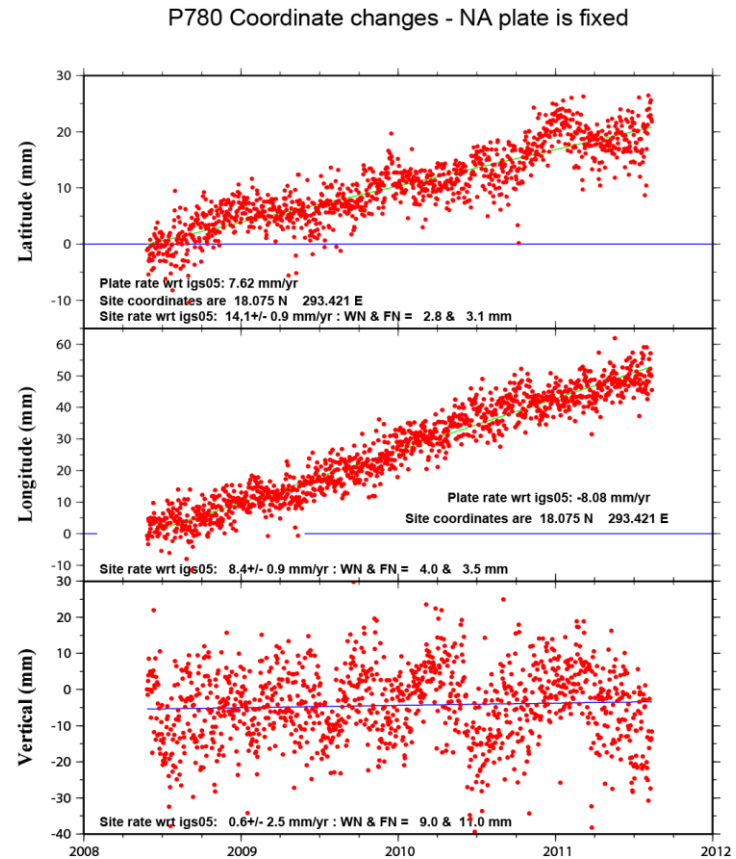 P780 Coordinate changes - NA plate is fixed
30
20
10
0
-10
Latitude (mm)
Plate rate wrt igs05: 7.62 mm/yr
Site coordinates are 18.075 N 293.421 E
Site rate wrt igs05: 14.1+/- 0.9 mm/yr : WN & FN = 2.8 & 3.1 mm
60
50
40
30
20
10
0
-10
Longitude (mm)
Plate rate wrt igs05: -8.08 mm/yr
Site coordinates are 18.075 N 293.421 E
Site rate wrt igs05: 8.4+/- 0.9 mm/yr : WN & FN = 4.0 & 3.5 mm
30
20
10
0
-10
-20
-30
-40
Vertical (mm)
Site rate wrt igs05: 0.6+/- 2.5 mm/yr : WN & FN = 9.0 & 11.0 mm
2008 2009 2010 2011 2012